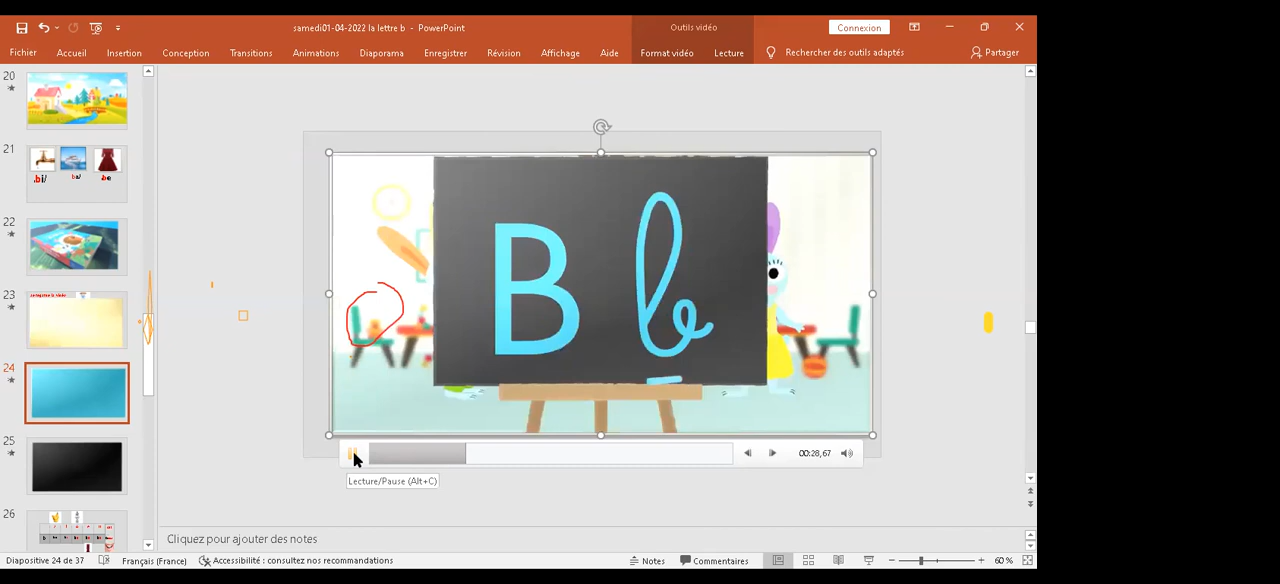 samedi01-04-2022 la lettre b - PowerPoint
Outils vidéo
Connexion
Fichier Accueil Insertion Conception Transitions Animations Diaporama Enregistrer Révision Affichage Aide Format vidéo Lecture Rechercher des outils adaptés Partager
20
21
.bi/ ba/ .be
22
23
24
25
26
B b
00:28,67
Lecture/Pause (Alt+C)
Cliquez pour ajouter des notes
Diapositive 24 de 37 Français (France) Accessibilité : consultez nos recommandations Notes Commentaires 60 %